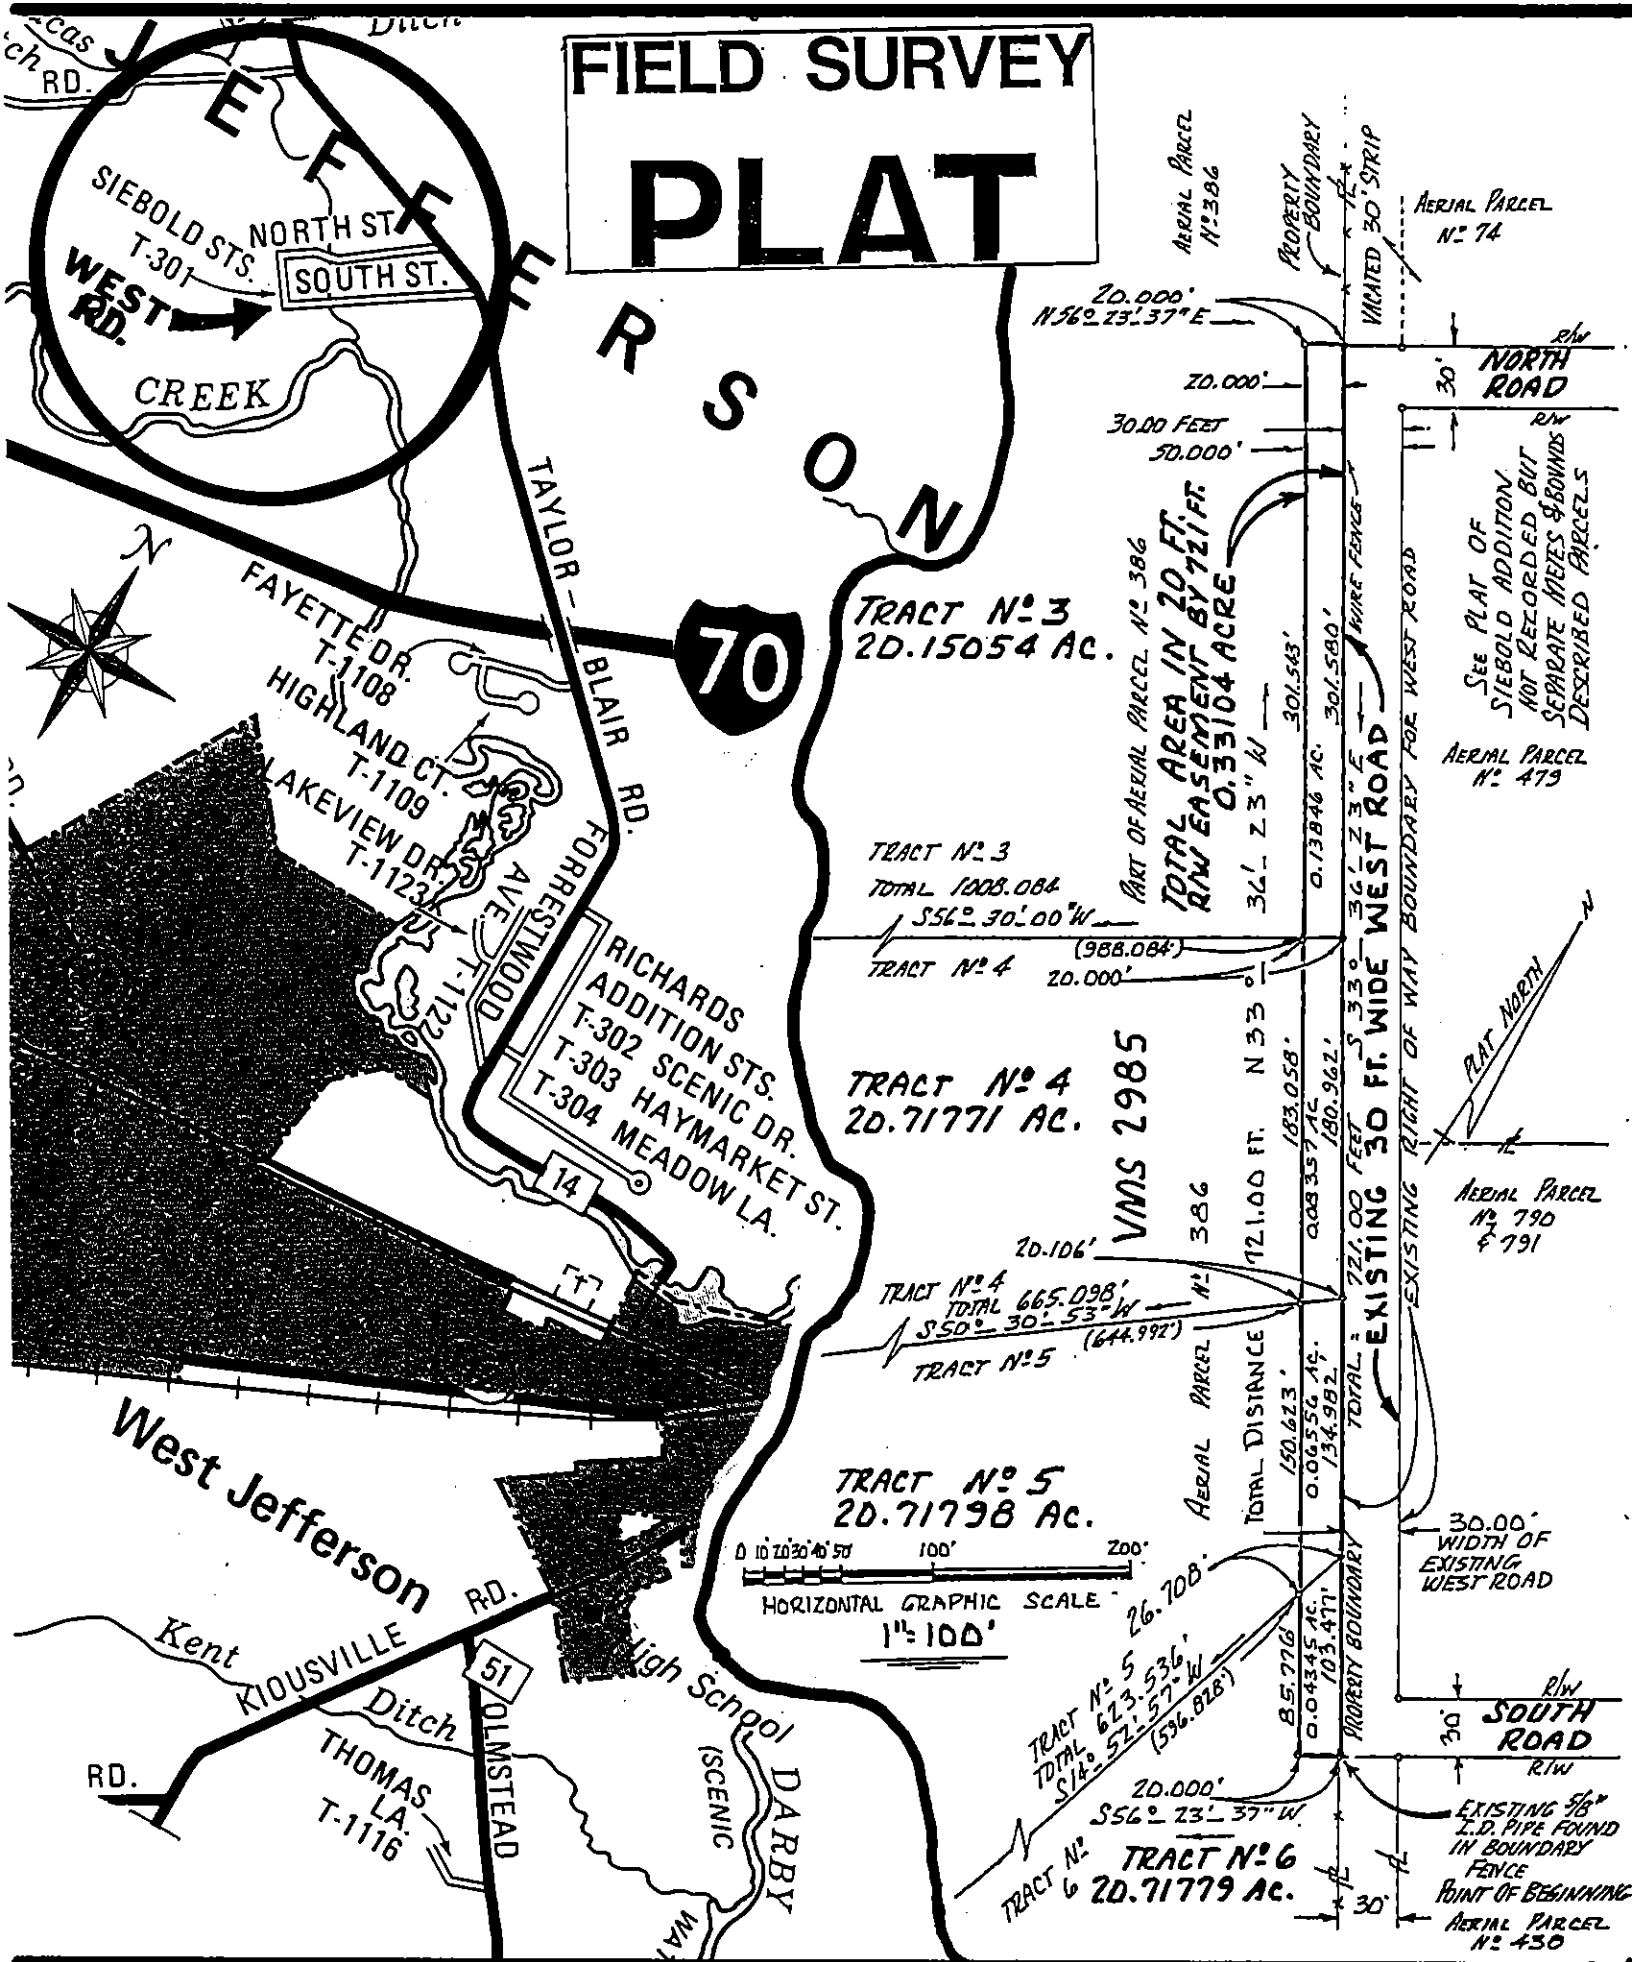 FIELD SURVEY
PLAT
Ditch
RD.
JEFFERSON
SIEBOLD STS.
T-301
NORTH ST.
SOUTH ST.
WEST
RD.
CREEK
TAYLOR - BLAIR RD.
N
70
FAYETTE DR.
T-1108
HIGHLAND CT.
T-1109
LAKEVIEW DR.
T-1123
FORRESTWOOD
AVE.
T-1122
RICHARDS
ADDITION STS.
T-302 SCENIC DR.
T-303 HAYMARKET ST.
T-304 MEADOW LA.
14
West Jefferson
Kent
Ditch
KIOUSVILLE RD.
51
OLMSTEAD
RD.
THOMAS
LA.
T-1116
High School
(SCENIC
DARBY
AERIAL PARCEL
Nº 386
PROPERTY
BOUNDARY
VACATED 30' STRIP
AERIAL PARCEL
Nº 74
20.000'
N 56º-23'-37" E
20.000'
30.00 FEET
50.000'
R/W
30'
NORTH
ROAD
R/W
TRACT Nº 3
20.15054 AC.
PART OF AERIAL PARCEL Nº 386
TOTAL AREA IN 20 FT.
R/W EASEMENT BY 721 FT.
0.33104 ACRE
301.543'
0.13846 AC.
301.580'
WIRE FENCE
SEE PLAT OF
SIEBOLD ADDITION
NOT RECORDED BUT
SEPARATE METES & BOUNDS
DESCRIBED PARCELS
AERIAL PARCEL
Nº 479
TRACT Nº 3
TOTAL 1008.084
S56º-30'-00"W
(988.084')
TRACT Nº 4
20.000'
TRACT Nº 4
20.71771 AC.
VMS 2985
AERIAL PARCEL Nº 386
TOTAL DISTANCE 721.00 FT. N 33º-36'-23" W
183.058'
0.08357 AC
180.962'
TOTAL = 721.00 FEET S 33º-36'-23" E
EXISTING 30 FT. WIDE WEST ROAD
EXISTING RIGHT OF WAY BOUNDARY FOR WEST ROAD
N
PLAT NORTH
AERIAL PARCEL
Nº 790
& 791
20.106'
TRACT Nº 4
TOTAL 665.098'
S50º-30'-53"W
(644.992')
TRACT Nº 5
150.623'
0.06556 AC.
134.982'
TRACT Nº 5
20.71798 AC.
0 10' 20' 30' 40' 50' 100' 200'
HORIZONTAL GRAPHIC SCALE
1"=100'
30.00'
WIDTH OF
EXISTING
WEST ROAD
26.708'
TRACT Nº 5
TOTAL 623.536'
S14º-52'-57"W
(596.828')
TRACT Nº
6
85.776'
0.04345 AC.
103.477'
PROPERTY BOUNDARY
R/W
30'
SOUTH
ROAD
R/W
20.000'
S56º-23'-37"W
TRACT Nº 6
20.71779 AC.
30'
EXISTING 5/8"
I.D. PIPE FOUND
IN BOUNDARY
FENCE
POINT OF BEGINNING
AERIAL PARCEL
Nº 430